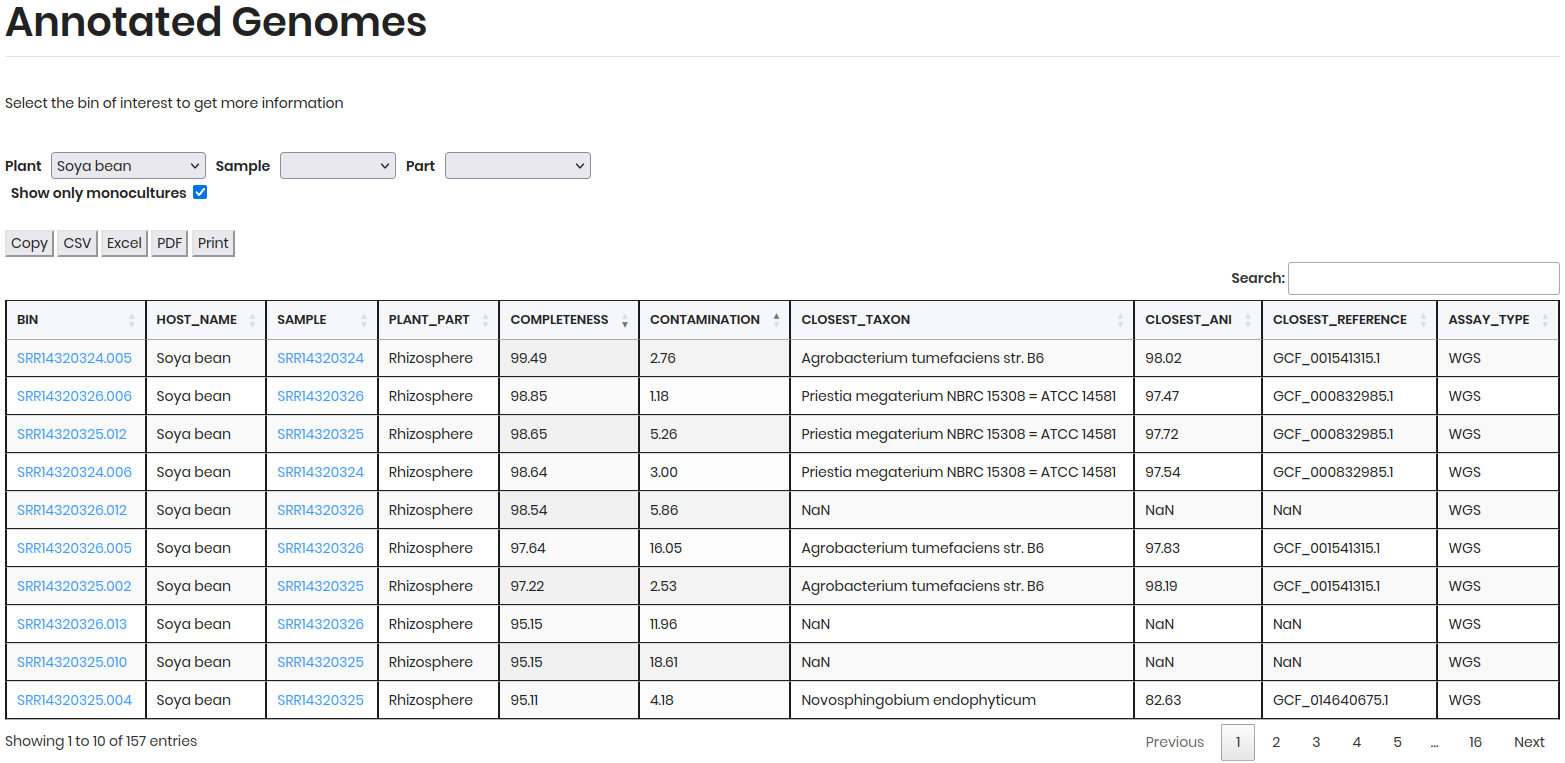 Annotated Genomes
Select the bin of interest to get more information
Plant Soya bean Sample Part
Show only monocultures
Copy CSV Excel PDF Print
Search:
BIN HOST_NAME SAMPLE PLANT_PART COMPLETENESS CONTAMINATION CLOSEST_TAXON CLOSEST_ANI CLOSEST_REFERENCE ASSAY_TYPE
SRR14320324.005 Soya bean SRR14320324 Rhizosphere 99.49 2.76 Agrobacterium tumefaciens str. B6 98.02 GCF_001541315.1 WGS
SRR14320326.006 Soya bean SRR14320326 Rhizosphere 98.85 1.18 Priestia megaterium NBRC 15308 = ATCC 14581 97.47 GCF_000832985.1 WGS
SRR14320325.012 Soya bean SRR14320325 Rhizosphere 98.65 5.26 Priestia megaterium NBRC 15308 = ATCC 14581 97.72 GCF_000832985.1 WGS
SRR14320324.006 Soya bean SRR14320324 Rhizosphere 98.64 3.00 Priestia megaterium NBRC 15308 = ATCC 14581 97.54 GCF_000832985.1 WGS
SRR14320326.012 Soya bean SRR14320326 Rhizosphere 98.54 5.86 NaN NaN NaN WGS
SRR14320326.005 Soya bean SRR14320326 Rhizosphere 97.64 16.05 Agrobacterium tumefaciens str. B6 97.83 GCF_001541315.1 WGS
SRR14320325.002 Soya bean SRR14320325 Rhizosphere 97.22 2.53 Agrobacterium tumefaciens str. B6 98.19 GCF_001541315.1 WGS
SRR14320326.013 Soya bean SRR14320326 Rhizosphere 95.15 11.96 NaN NaN NaN WGS
SRR14320325.010 Soya bean SRR14320325 Rhizosphere 95.15 18.61 NaN NaN NaN WGS
SRR14320325.004 Soya bean SRR14320325 Rhizosphere 95.11 4.18 Novosphingobium endophyticum 82.63 GCF_014640675.1 WGS
Showing 1 to 10 of 157 entries Previous 1 2 3 4 5 … 16 Next